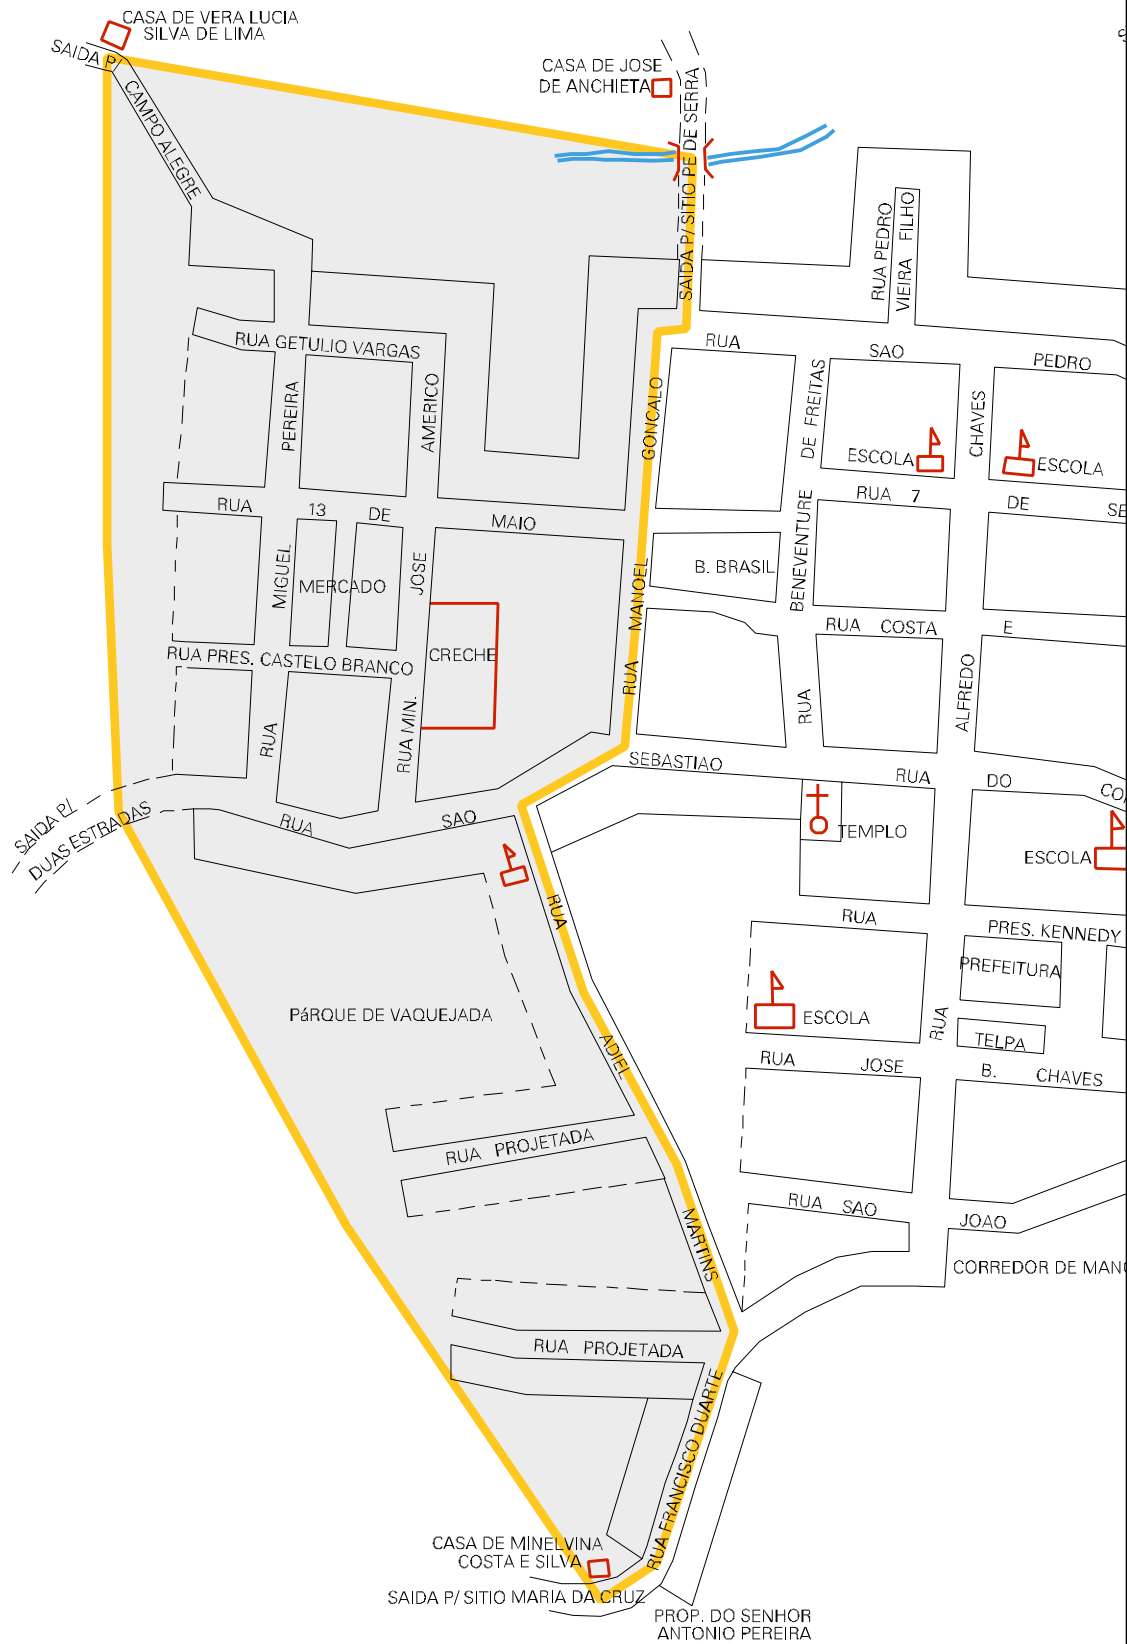 CASA DE VERA LUCIA
SILVA DE LIMA
SAIDA P/
CAMPO ALEGRE
CASA DE JOSE
DE ANCHIETA
SAIDA P/ SITIO PE DE SERRA
RUA PEDRO
VIEIRA FILHO
RUA GETULIO VARGAS
RUA SAO PEDRO
PEREIRA
AMERICO
GONCALO
DE FREITAS
CHAVES
ESCOLA
ESCOLA
RUA 13 DE MAIO
RUA 7 DE SE
MIGUEL
MERCADO
JOSE
MANOEL
B. BRASIL
BENEVENTURE
RUA COSTA E
RUA PRES. CASTELO BRANCO
CRECHE
RUA
RUA
ALFREDO
RUA
RUA MIN.
SEBASTIAO
RUA DO CO
SAIDA P/
DUAS ESTRADAS
RUA SAO
TEMPLO
ESCOLA
RUA
RUA PRES. KENNEDY
PREFEITURA
PáRQUE DE VAQUEJADA
ESCOLA
RUA
TELPA
ADIEL
RUA JOSE B. CHAVES
RUA PROJETADA
RUA SAO JOAO
MARTINS
CORREDOR DE MAN
RUA PROJETADA
RUA FRANCISCO DUARTE
CASA DE MINELVINA
COSTA E SILVA
SAIDA P/ SITIO MARIA DA CRUZ
PROP. DO SENHOR
ANTONIO PEREIRA